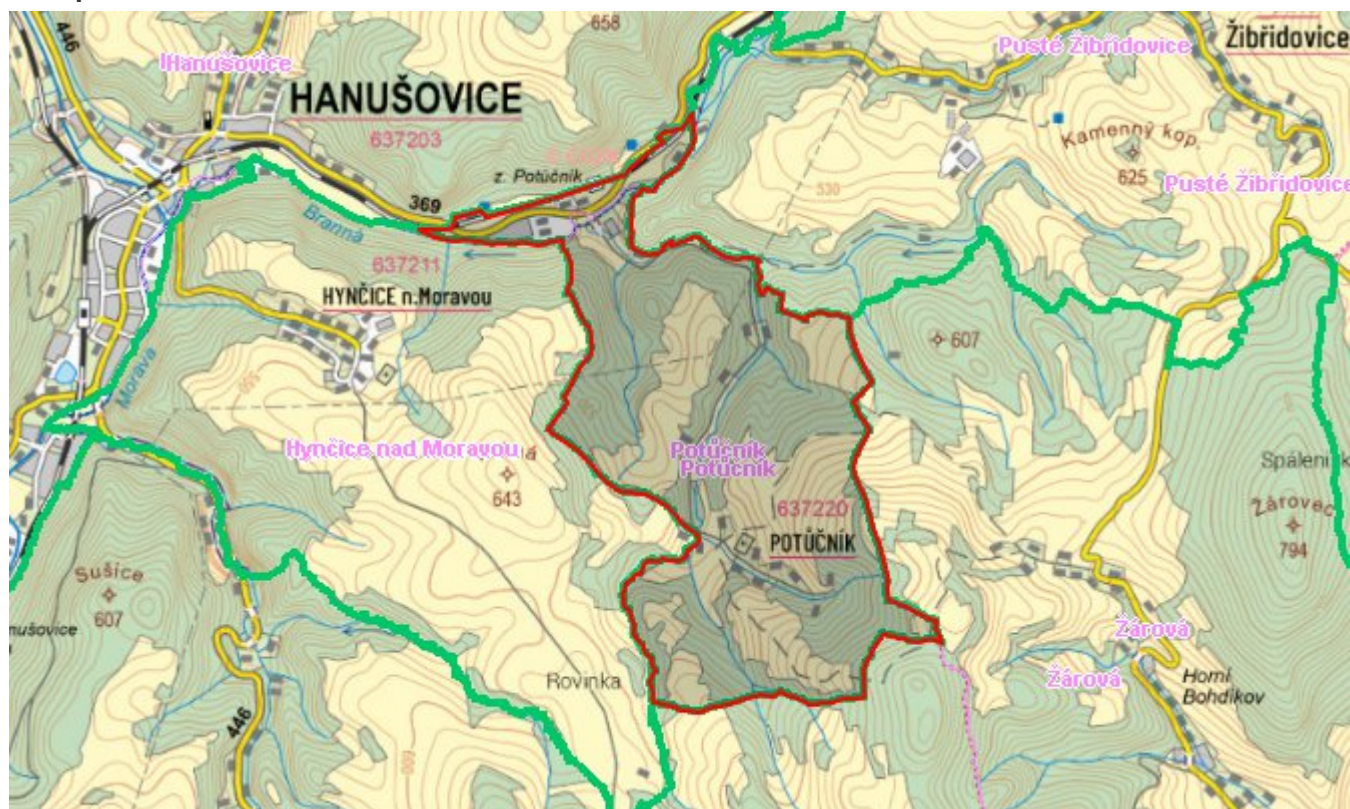 446
658
Hanušovice
HANUŠOVICE
637203
Pusté Žibřidovice
Žibřidovice
Kamenný kop.
625
530
z. Potůčník
369
Branná
637211
HYNČICE n.Moravou
Pusté Žibřidovice
607
Morava
550
Hynčice nad Moravou
643
Potůčník
Potůčník
637220
POTŮČNÍK
Žárovec
794
Sušice
607
Žárová
Žárová
Horní
Bohdíkov
Rovinka
446
600